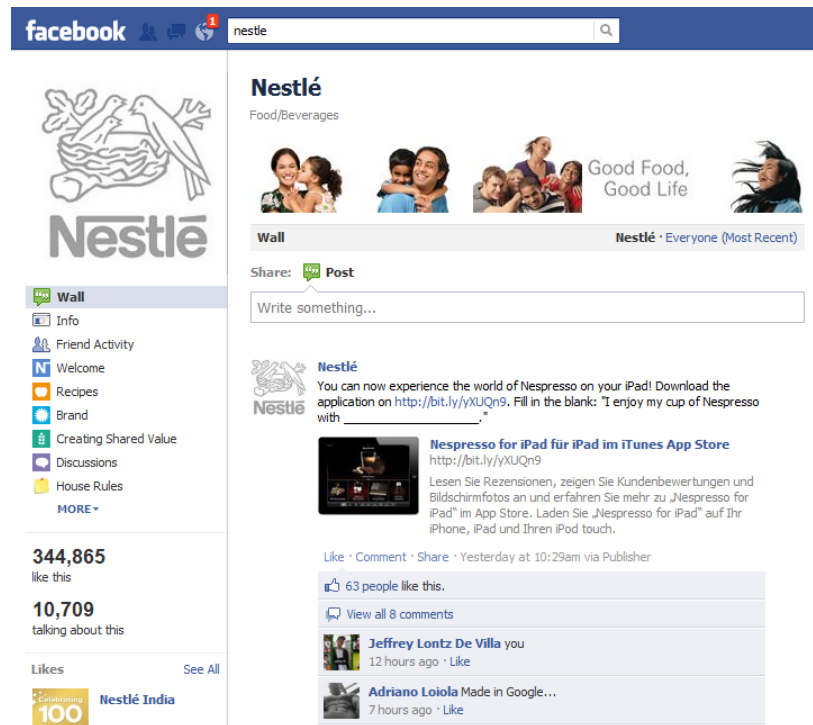 facebook
1
nestle
Nestlé
Nestlé
Food/Beverages
Good Food,
Good Life
Wall
Nestlé · Everyone (Most Recent)
Share: Post
Write something...
Wall
Info
Friend Activity
Welcome
Recipes
Brand
Creating Shared Value
Discussions
House Rules
MORE
344,865
like this
10,709
talking about this
Likes See All
Celebrating
100
Nestlé India
Nestlé
Nestlé
You can now experience the world of Nespresso on your iPad! Download the
application on http://bit.ly/yXUQn9. Fill in the blank: "I enjoy my cup of Nespresso
with ____________________."
Nespresso for iPad für iPad im iTunes App Store
http://bit.ly/yXUQn9
Lesen Sie Rezensionen, zeigen Sie Kundenbewertungen und
Bildschirmfotos an und erfahren Sie mehr zu „Nespresso for
iPad“ im App Store. Laden Sie „Nespresso for iPad“ auf Ihr
iPhone, iPad und Ihren iPod touch.
Like · Comment · Share · Yesterday at 10:29am via Publisher
63 people like this.
View all 8 comments
Jeffrey Lontz De Villa you
12 hours ago · Like
Adriano Loiola Made in Google...
7 hours ago · Like